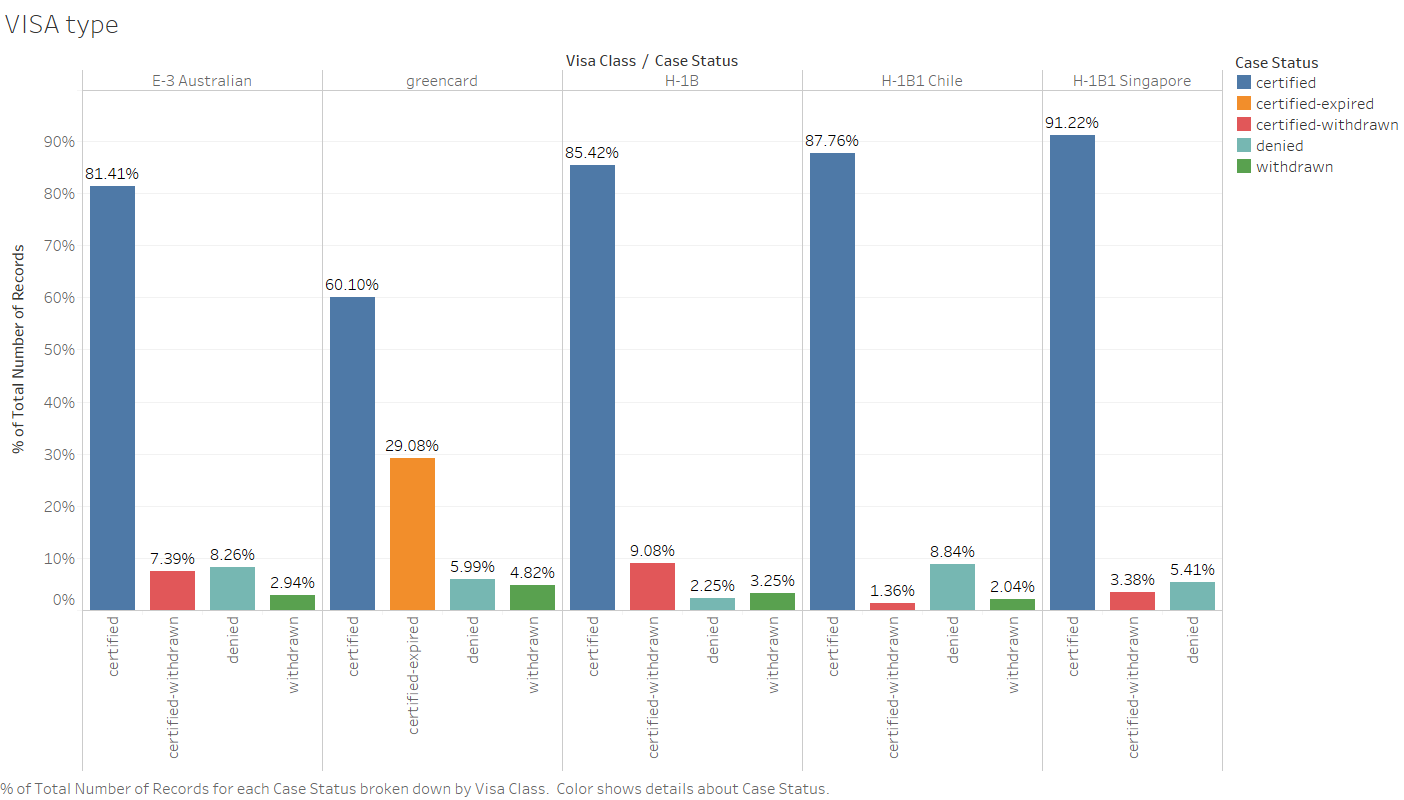 VISA type
Visa Class / Case Status
E-3 Australian greencard H-1B H-1B1 Chile H-1B1 Singapore
Case Status
certified
certified-expired
certified-withdrawn
denied
withdrawn
% of Total Number of Records
90%
80%
70%
60%
50%
40%
30%
20%
10%
0%
81.41% 7.39% 8.26% 2.94%
60.10% 29.08% 5.99% 4.82%
85.42% 9.08% 2.25% 3.25%
87.76% 1.36% 8.84% 2.04%
91.22% 3.38% 5.41%
certified certified-withdrawn denied withdrawn
certified certified-expired denied withdrawn
certified certified-withdrawn denied withdrawn
certified certified-withdrawn denied withdrawn
certified certified-withdrawn denied
% of Total Number of Records for each Case Status broken down by Visa Class. Color shows details about Case Status.